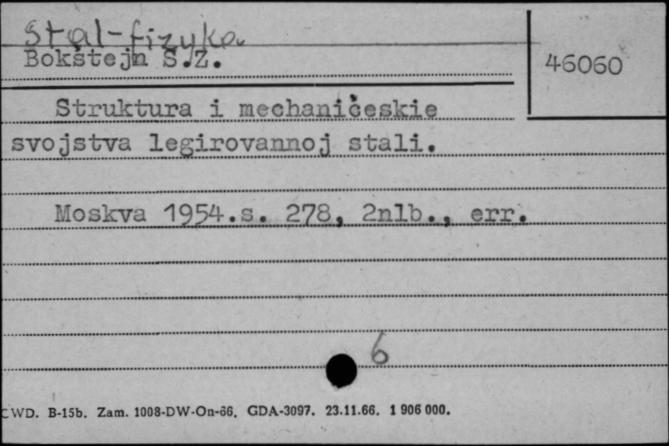 Stal-fizyka
Bokštejn S.Z.
46060
Struktura i mechaničeskie
svojstva legirovannoj stali.
Moskva 1954.s. 278, 2nlb., err.
6
CWD. B-15b. Zam. 1008-DW-On-66. GDA-3097. 23.11.66. 1 906 000.